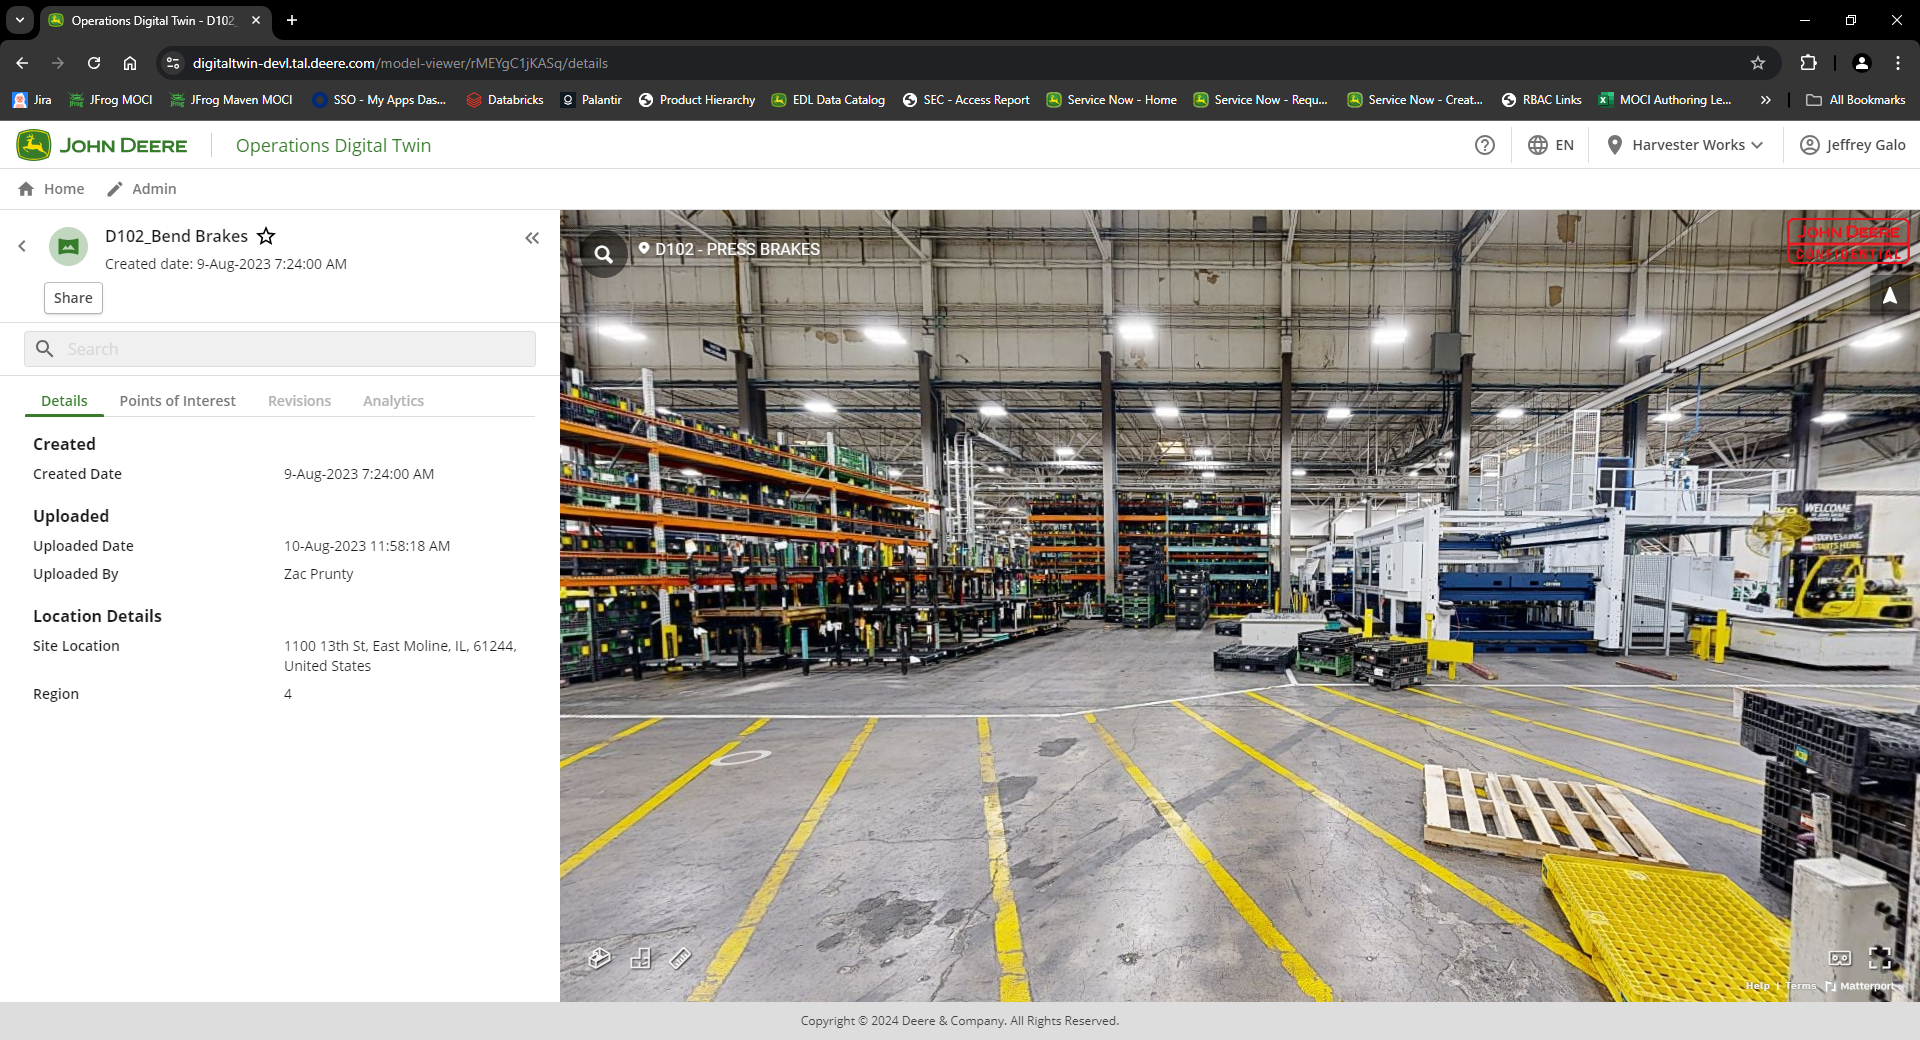 Operations Digital Twin - D102_
digitaltwin-devl.tal.deere.com/model-viewer/rMEYgC1jKASq/details
Jira
JFrog MOCI
JFrog Maven MOCI
SSO - My Apps Das...
Databricks
Palantir
Product Hierarchy
EDL Data Catalog
SEC - Access Report
Service Now - Home
Service Now - Requ...
Service Now - Creat...
RBAC Links
MOCI Authoring Le...
All Bookmarks
JOHN DEERE
Operations Digital Twin
EN
Harvester Works
Jeffrey Galo
Home
Admin
D102_Bend Brakes
Created date: 9-Aug-2023 7:24:00 AM
Share
Search
Details
Points of Interest
Revisions
Analytics
Created
Created Date
9-Aug-2023 7:24:00 AM
Uploaded
Uploaded Date
10-Aug-2023 11:58:18 AM
Uploaded By
Zac Prunty
Location Details
Site Location
1100 13th St, East Moline, IL, 61244,
United States
Region
4
D102 - PRESS BRAKES
JOHN DEERE
CONFIDENTIAL
WELCOME
HARVESTING
STARTS HERE
Help | Terms
Matterport
Copyright © 2024 Deere & Company. All Rights Reserved.